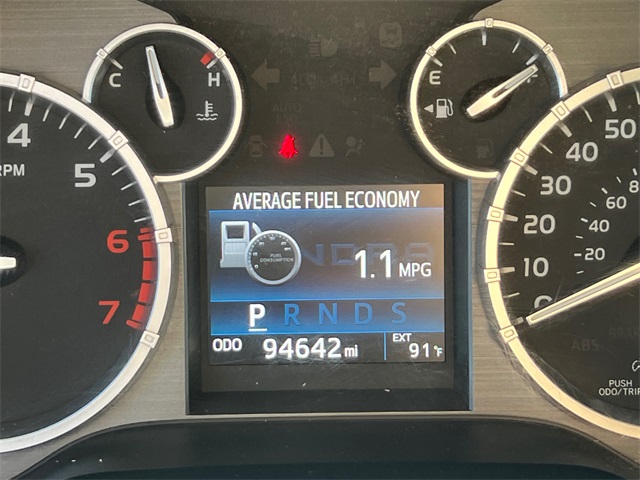 C H
E F
4 5 6 7
RPM
AVERAGE FUEL ECONOMY
FUEL CONSUMPTION
1.1 MPG
P R N D S
ODO 94642 mi
EXT 91°F
50 40 30 20 10 0
80 60 40 20
ABS
PUSH
ODO/TRIP